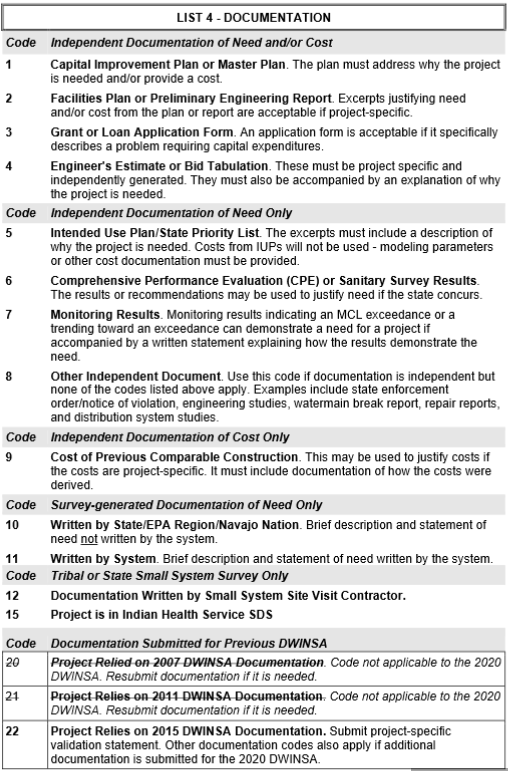 LIST 4 - DOCUMENTATION
Code Independent Documentation of Need and/or Cost
1 Capital Improvement Plan or Master Plan. The plan must address why the project
is needed and/or provide a cost.
2 Facilities Plan or Preliminary Engineering Report. Excerpts justifying need
and/or cost from the plan or report are acceptable if project-specific.
3 Grant or Loan Application Form. An application form is acceptable if it specifically
describes a problem requiring capital expenditures.
4 Engineer's Estimate or Bid Tabulation. These must be project specific and
independently generated. They must also be accompanied by an explanation of why
the project is needed.
Code Independent Documentation of Need Only
5 Intended Use Plan/State Priority List. The excerpts must include a description of
why the project is needed. Costs from IUPs will not be used - modeling parameters
or other cost documentation must be provided.
6 Comprehensive Performance Evaluation (CPE) or Sanitary Survey Results.
The results or recommendations may be used to justify need if the state concurs.
7 Monitoring Results. Monitoring results indicating an MCL exceedance or a
trending toward an exceedance can demonstrate a need for a project if
accompanied by a written statement explaining how the results demonstrate the
need.
8 Other Independent Document. Use this code if documentation is independent but
none of the codes listed above apply. Examples include state enforcement
order/notice of violation, engineering studies, watermain break report, repair reports,
and distribution system studies.
Code Independent Documentation of Cost Only
9 Cost of Previous Comparable Construction. This may be used to justify costs if
the costs are project-specific. It must include documentation of how the costs were
derived.
Code Survey-generated Documentation of Need Only
10 Written by State/EPA Region/Navajo Nation. Brief description and statement of
need not written by the system.
11 Written by System. Brief description and statement of need written by the system.
Code Tribal or State Small System Survey Only
12 Documentation Written by Small System Site Visit Contractor.
15 Project is in Indian Health Service SDS
Code Documentation Submitted for Previous DWINSA
20 Project Relied on 2007 DWINSA Documentation. Code not applicable to the 2020
DWINSA. Resubmit documentation if it is needed.
21 Project Relies on 2011 DWINSA Documentation. Code not applicable to the 2020
DWINSA. Resubmit documentation if it is needed.
22 Project Relies on 2015 DWINSA Documentation. Submit project-specific
validation statement. Other documentation codes also apply if additional
documentation is submitted for the 2020 DWINSA.